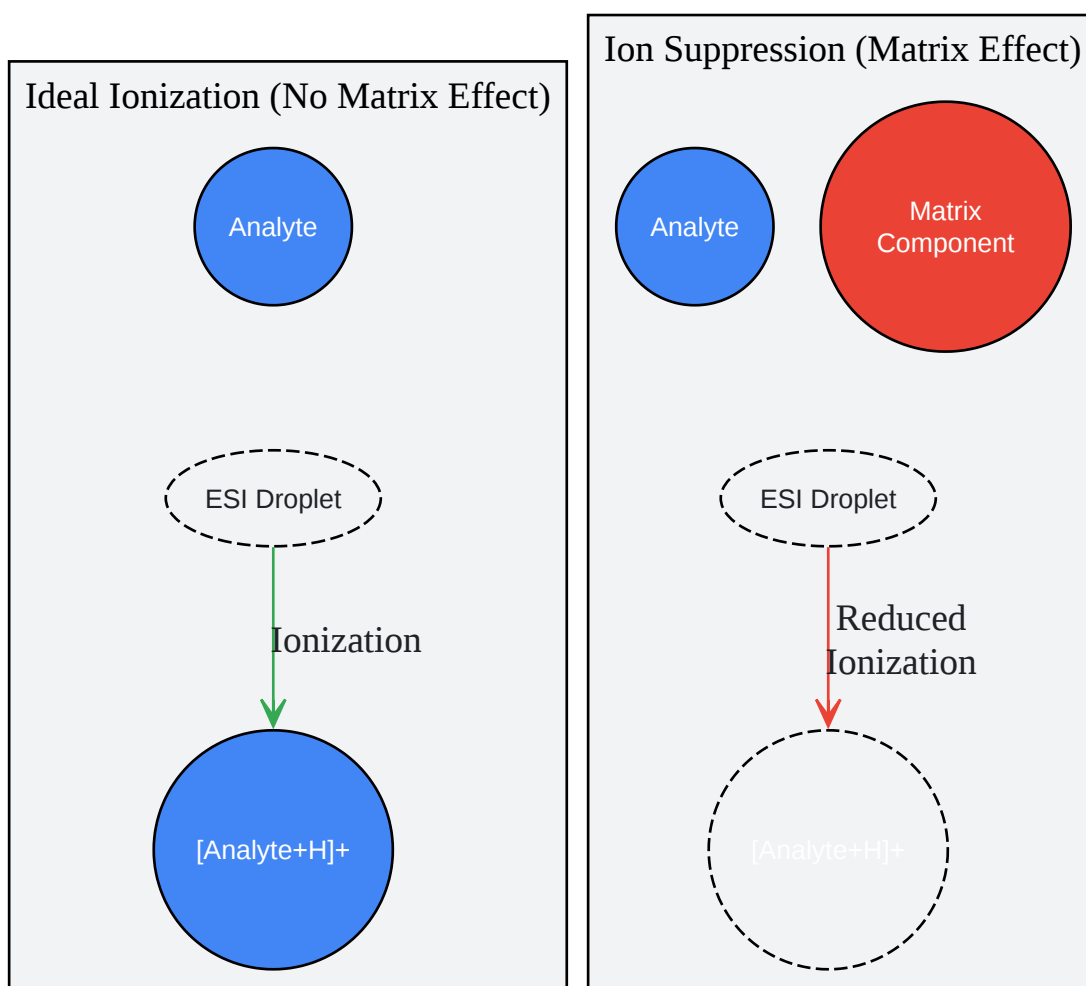 Ideal Ionization (No Matrix Effect)
Analyte
ESI Droplet
Ionization
[Analyte+H]+
Ion Suppression (Matrix Effect)
Analyte
Matrix
Component
ESI Droplet
Reduced
Ionization
[Analyte+H]+